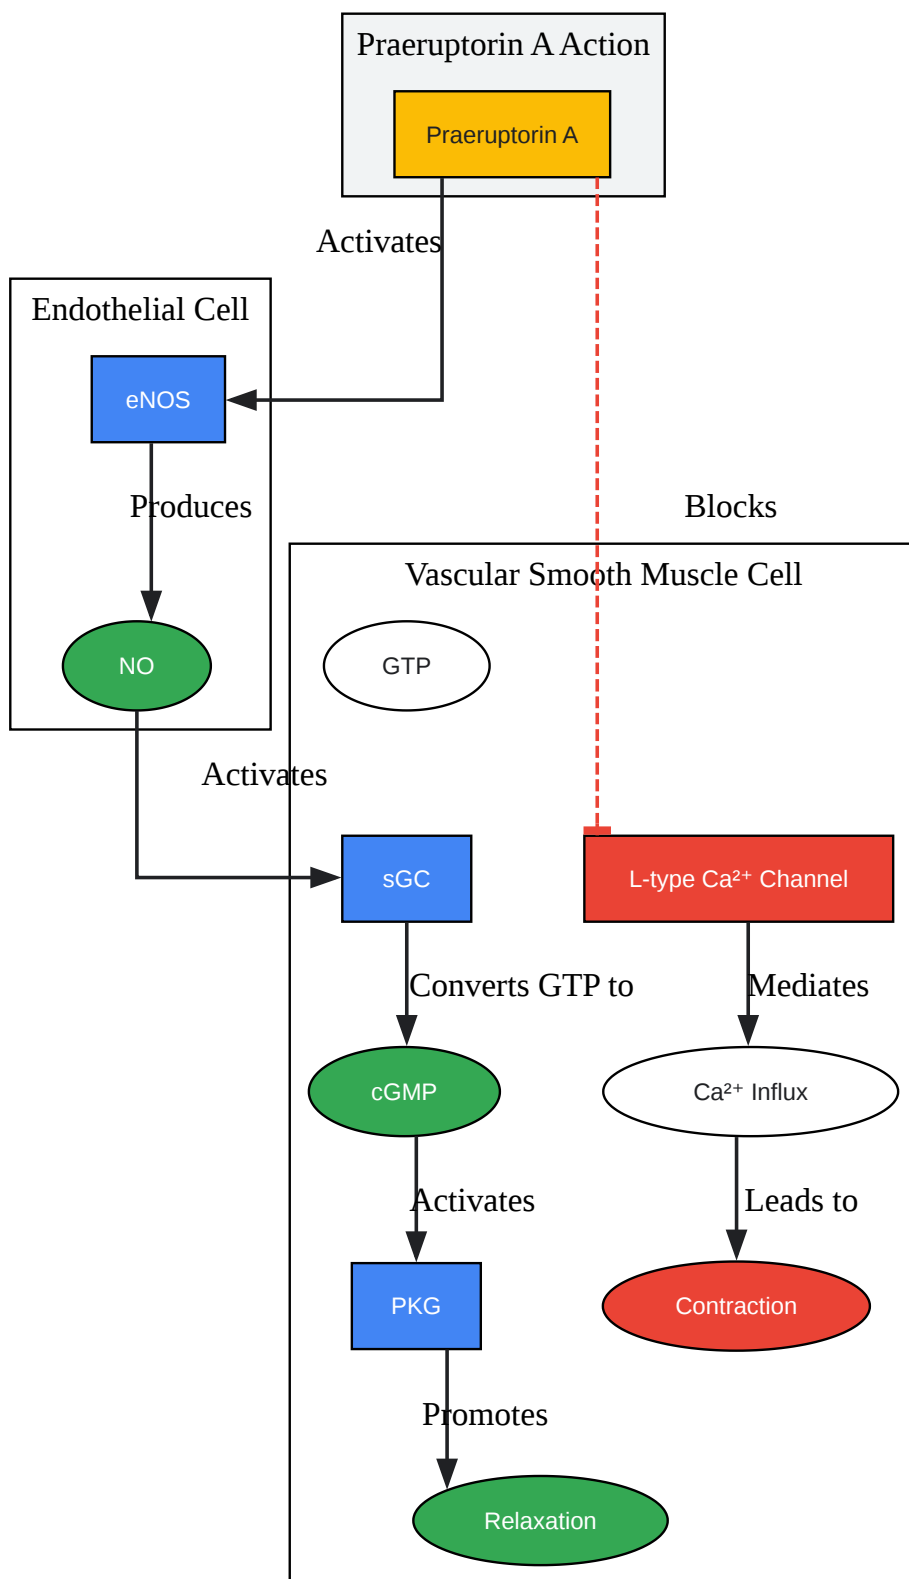 Praeruptorin A Action
Praeruptorin A
Activates
Endothelial Cell
eNOS
Produces
Blocks
Vascular Smooth Muscle Cell
NO
GTP
Activates
sGC
L-type Ca²⁺ Channel
Converts GTP to
Mediates
cGMP
Ca²⁺ Influx
Activates
Leads to
PKG
Contraction
Promotes
Relaxation